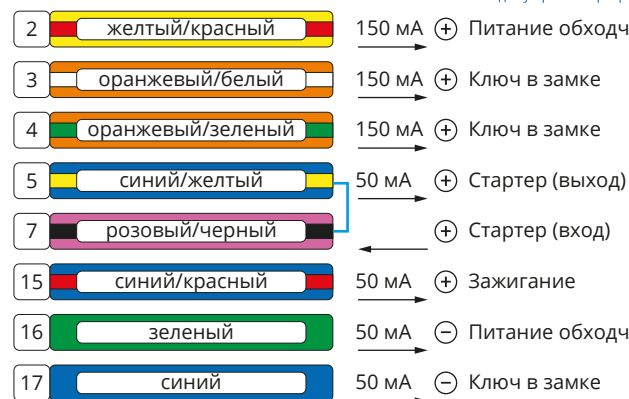 2 желтый/красный 150 мА + Питание обходч
3 оранжевый/белый 150 мА + Ключ в замке
4 оранжевый/зеленый 150 мА + Ключ в замке
5 синий/желтый 50 мА + Стартер (выход)
7 розовый/черный + Стартер (вход)
15 синий/красный 50 мА + Зажигание
16 зеленый 50 мА − Питание обходч
17 синий 50 мА − Ключ в замке